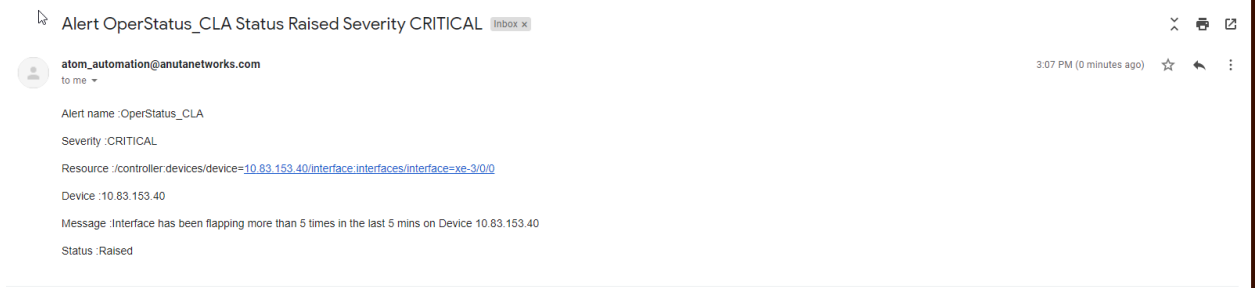 Alert OperStatus_CLA Status Raised Severity CRITICAL Inbox x
atom_automation@anutanetworks.com 3:07 PM (0 minutes ago)
to me
Alert name :OperStatus_CLA
Severity :CRITICAL
Resource :/controller:devices/device=10.83.153.40/interface:interfaces/interface=xe-3/0/0
Device :10.83.153.40
Message :Interface has been flapping more than 5 times in the last 5 mins on Device 10.83.153.40
Status :Raised